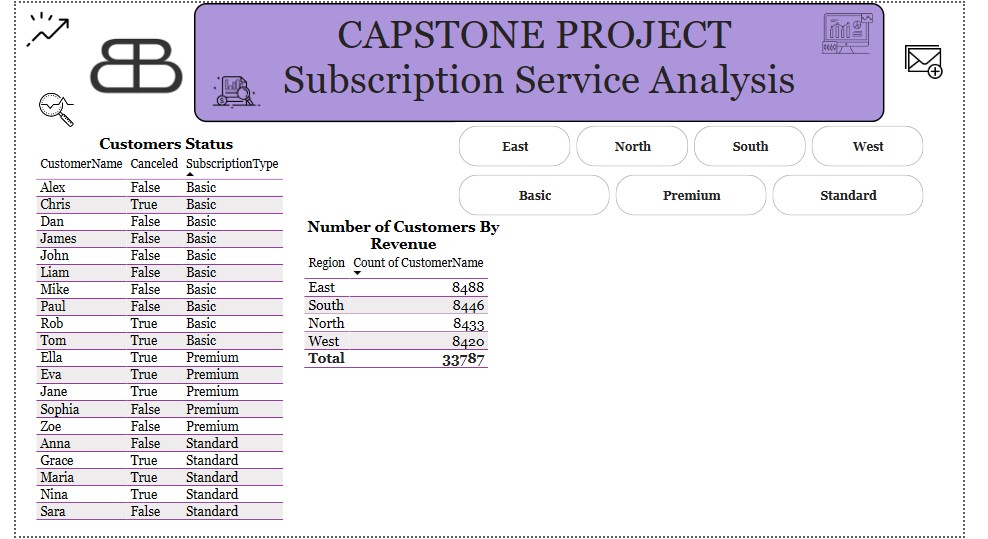 CAPSTONE PROJECT
Subscription Service Analysis
East North South West
Basic Premium Standard
Customers Status
CustomerName Canceled SubscriptionType
Alex False Basic
Chris True Basic
Dan False Basic
James False Basic
John False Basic
Liam False Basic
Mike False Basic
Paul False Basic
Rob True Basic
Tom True Basic
Ella True Premium
Eva True Premium
Jane True Premium
Sophia False Premium
Zoe False Premium
Anna False Standard
Grace True Standard
Maria True Standard
Nina True Standard
Sara False Standard
Number of Customers By
Revenue
Region Count of CustomerName
East 8488
South 8446
North 8433
West 8420
Total 33787